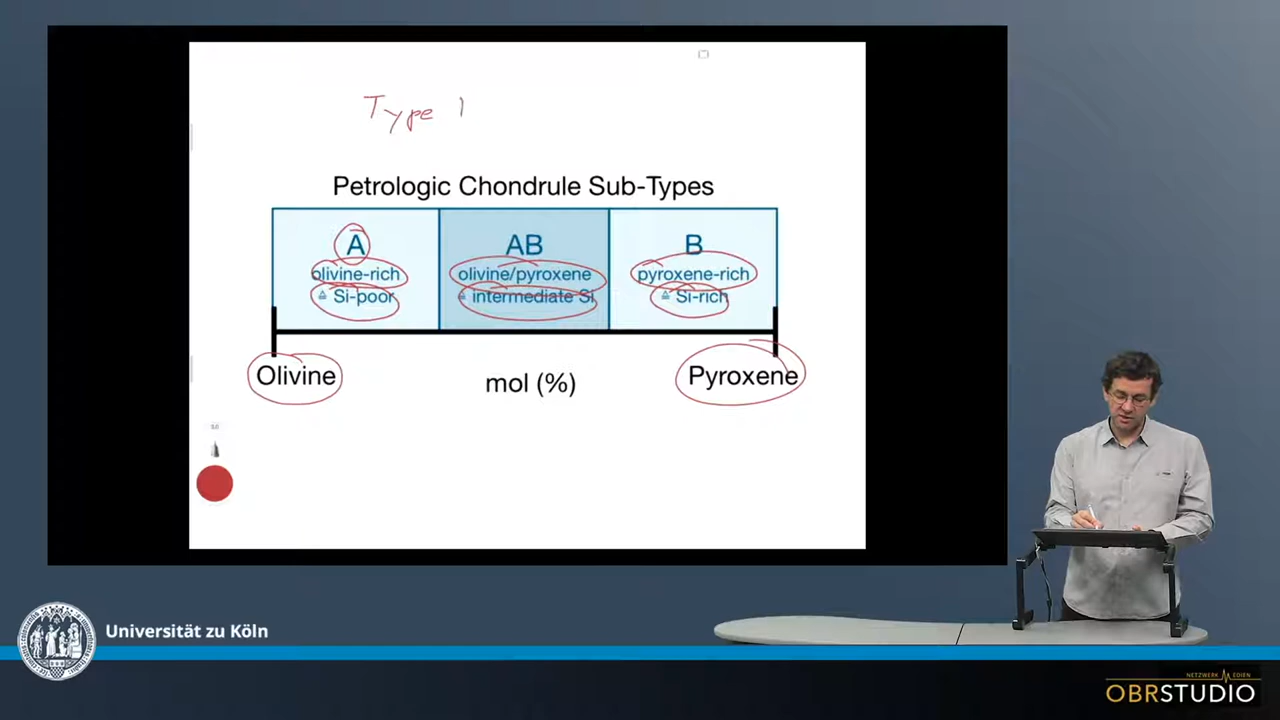 Type 1
Petrologic Chondrule Sub-Types
A
olivine-rich
≙ Si-poor
AB
olivine/pyroxene
≙ intermediate Si
B
pyroxene-rich
≙ Si-rich
Olivine
mol (%)
Pyroxene
Universität zu Köln
OBRSTUDIO